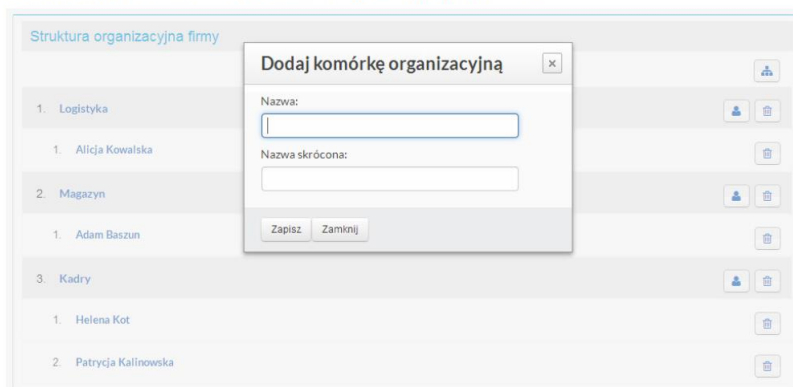 Struktura organizacyjna firmy
Dodaj komórkę organizacyjną
Nazwa:
Nazwa skrócona:
Zapisz Zamknij
1. Logistyka
1. Alicja Kowalska
2. Magazyn
1. Adam Baszun
3. Kadry
1. Helena Kot
2. Patrycja Kalinowska